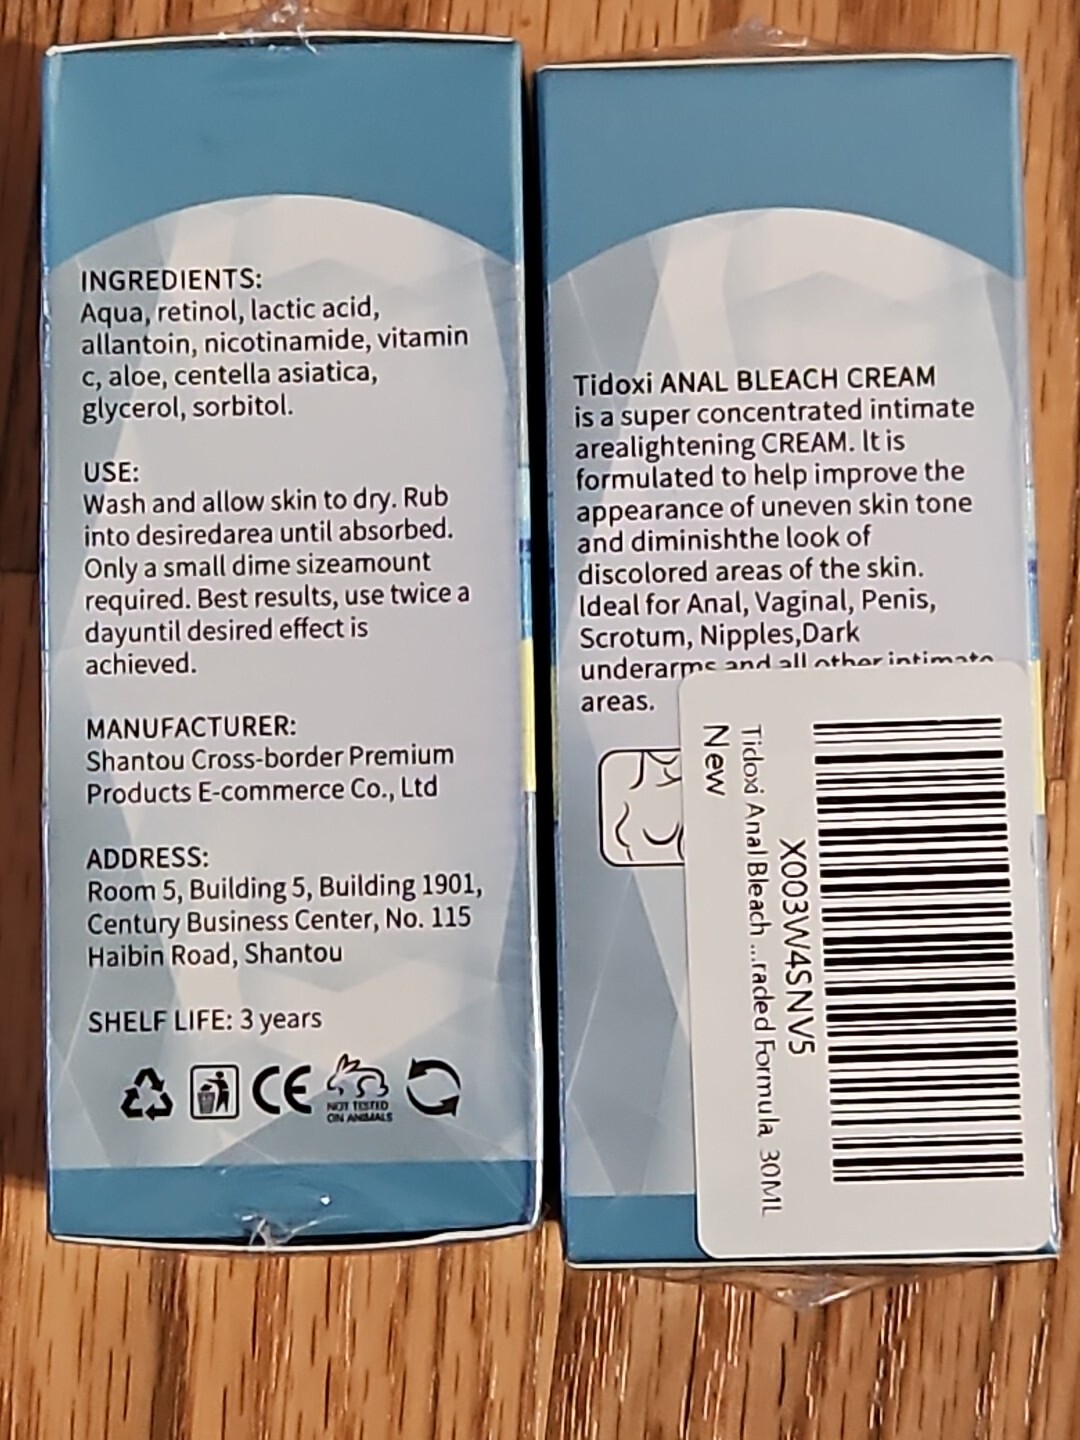 INGREDIENTS:
Aqua, retinol, lactic acid,
allantoin, nicotinamide, vitamin
c, aloe, centella asiatica,
glycerol, sorbitol.
USE:
Wash and allow skin to dry. Rub
into desiredarea until absorbed.
Only a small dime sizeamount
required. Best results, use twice a
dayuntil desired effect is
achieved.
MANUFACTURER:
Shantou Cross-border Premium
Products E-commerce Co., Ltd
ADDRESS:
Room 5, Building 5, Building 1901,
Century Business Center, No. 115
Haibin Road, Shantou
SHELF LIFE: 3 years
CE
NOT TESTED
ON ANIMALS
Tidoxi ANAL BLEACH CREAM
is a super concentrated intimate
arealightening CREAM. It is
formulated to help improve the
appearance of uneven skin tone
and diminishthe look of
discolored areas of the skin.
Ideal for Anal, Vaginal, Penis,
Scrotum, Nipples,Dark
underarms and all other intimate
areas.
X003W4SNV5
Tidoxi Anal Bleach ...raded Formula, 30ML
New